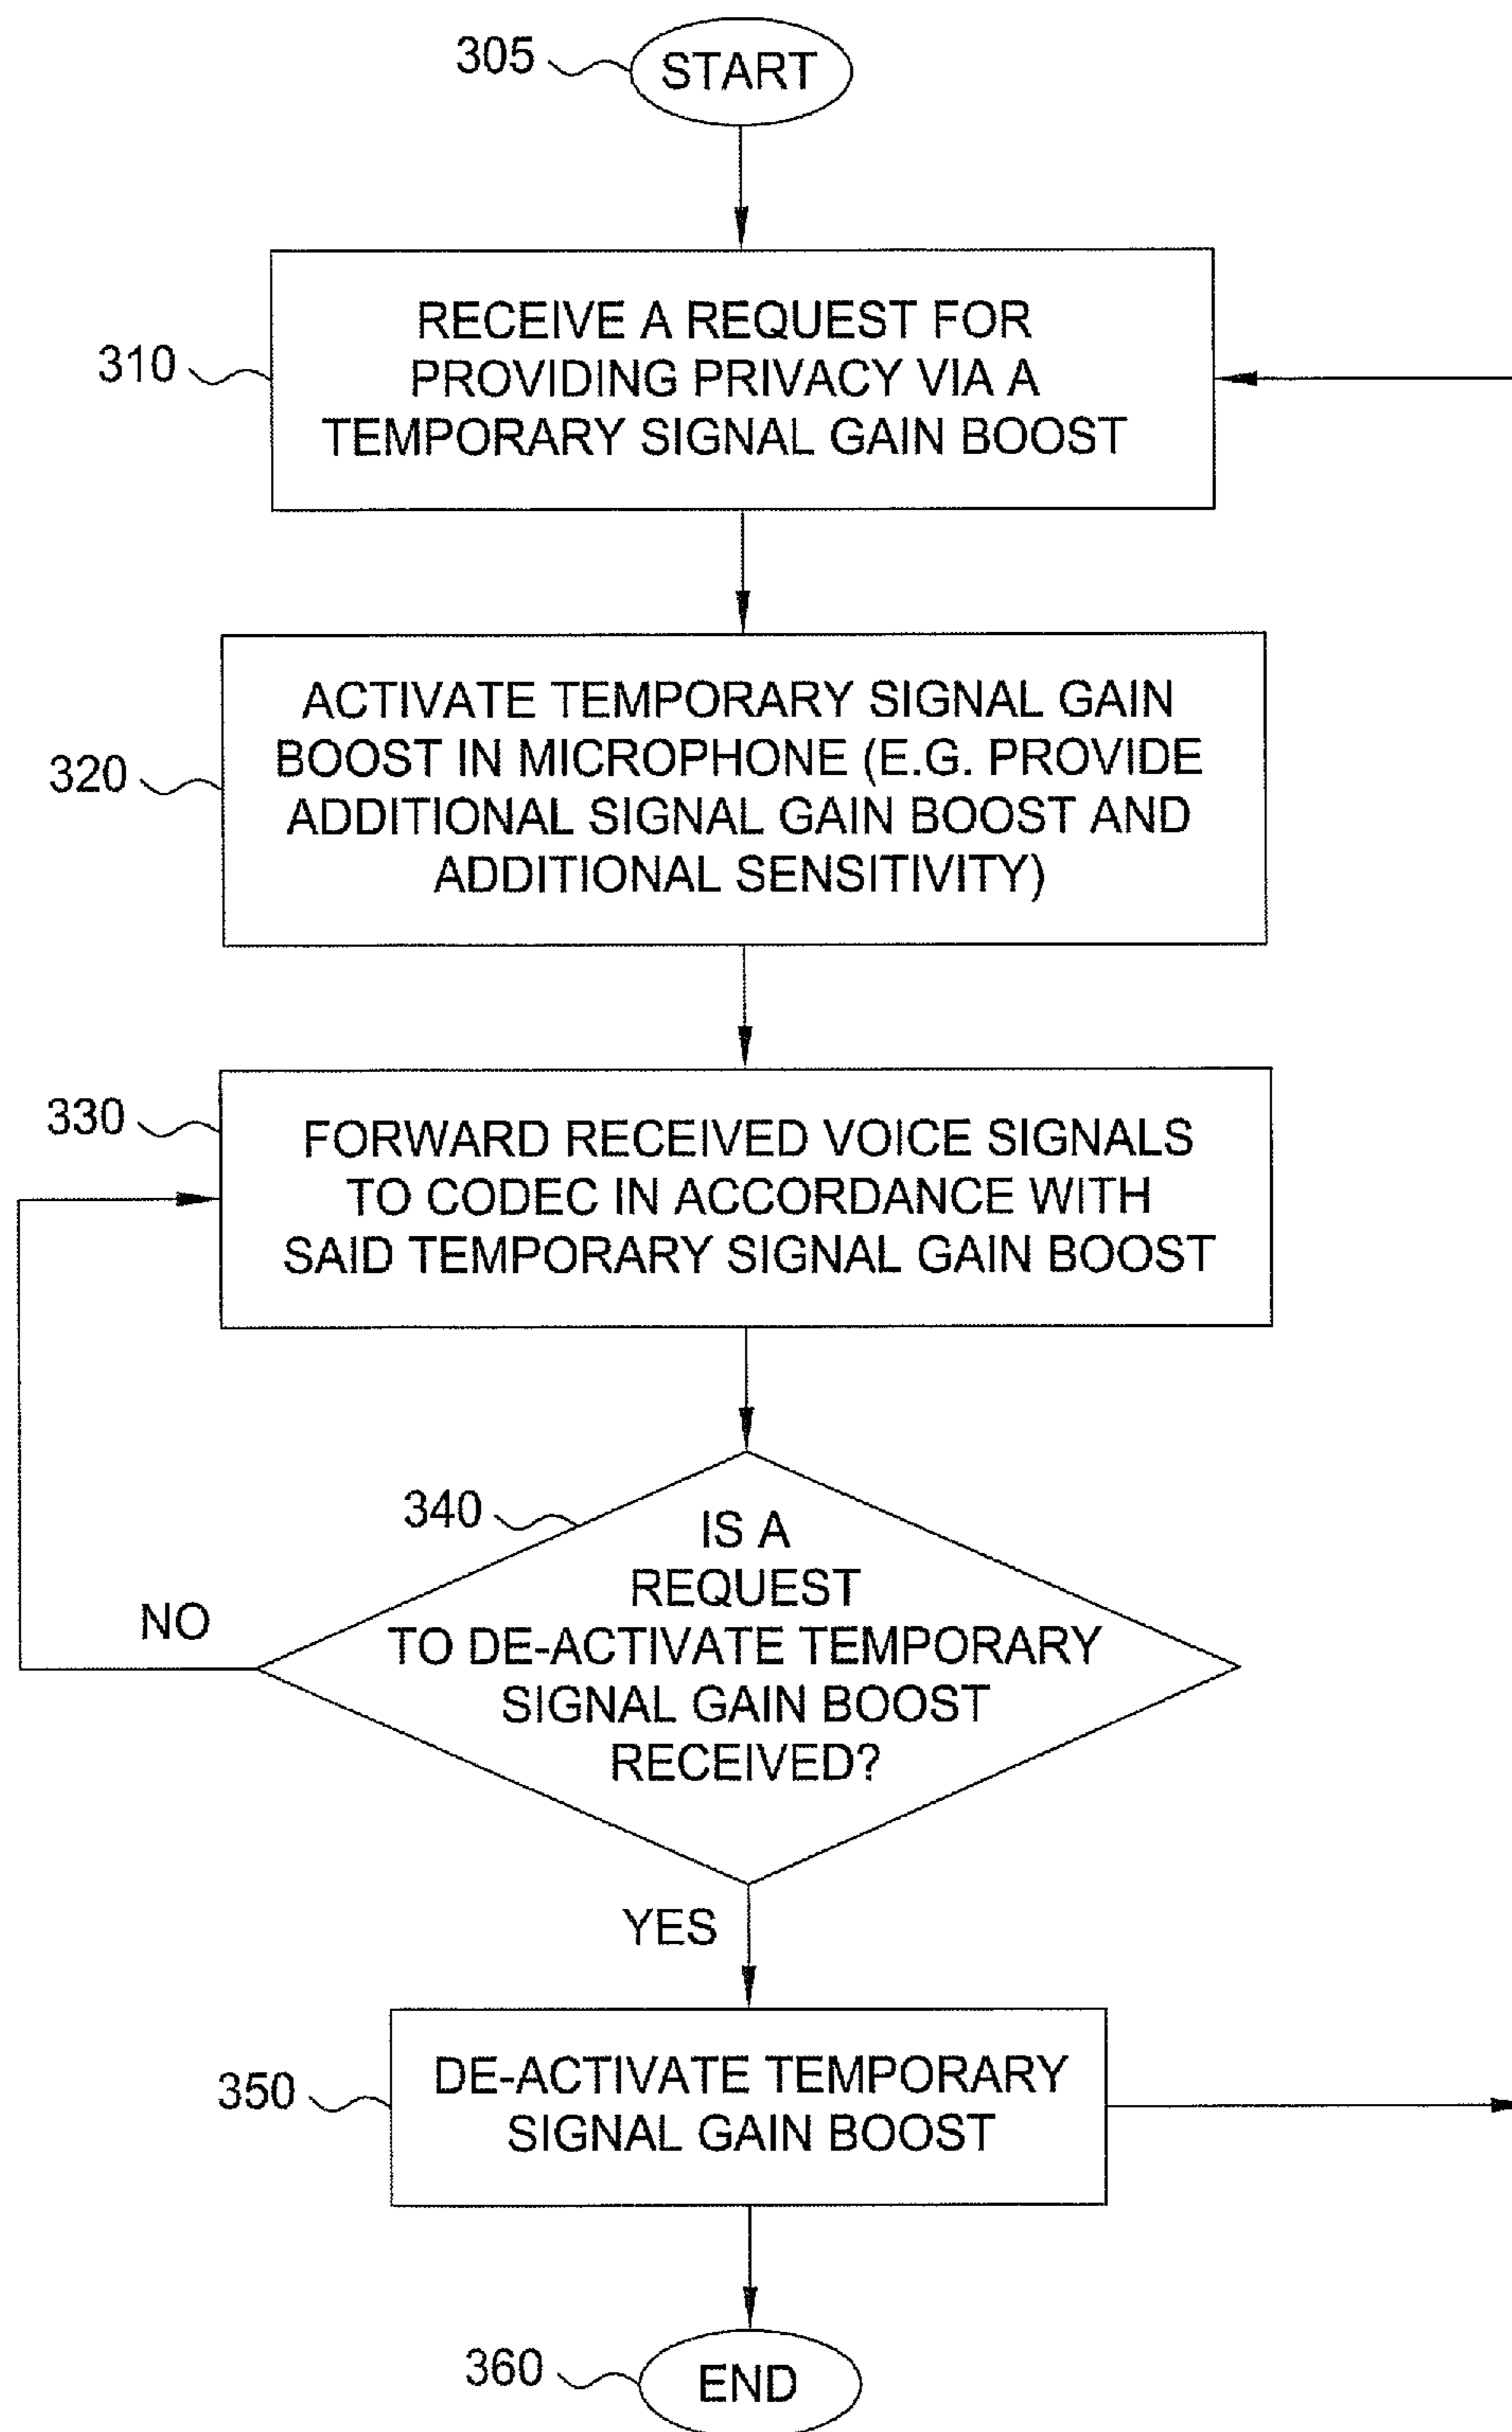 305
START
310
RECEIVE A REQUEST FOR
PROVIDING PRIVACY VIA A
TEMPORARY SIGNAL GAIN BOOST
320
ACTIVATE TEMPORARY SIGNAL GAIN
BOOST IN MICROPHONE (E.G. PROVIDE
ADDITIONAL SIGNAL GAIN BOOST AND
ADDITIONAL SENSITIVITY)
330
FORWARD RECEIVED VOICE SIGNALS
TO CODEC IN ACCORDANCE WITH
SAID TEMPORARY SIGNAL GAIN BOOST
340
IS A
REQUEST
TO DE-ACTIVATE TEMPORARY
SIGNAL GAIN BOOST
RECEIVED?
NO
YES
350
DE-ACTIVATE TEMPORARY
SIGNAL GAIN BOOST
360
END